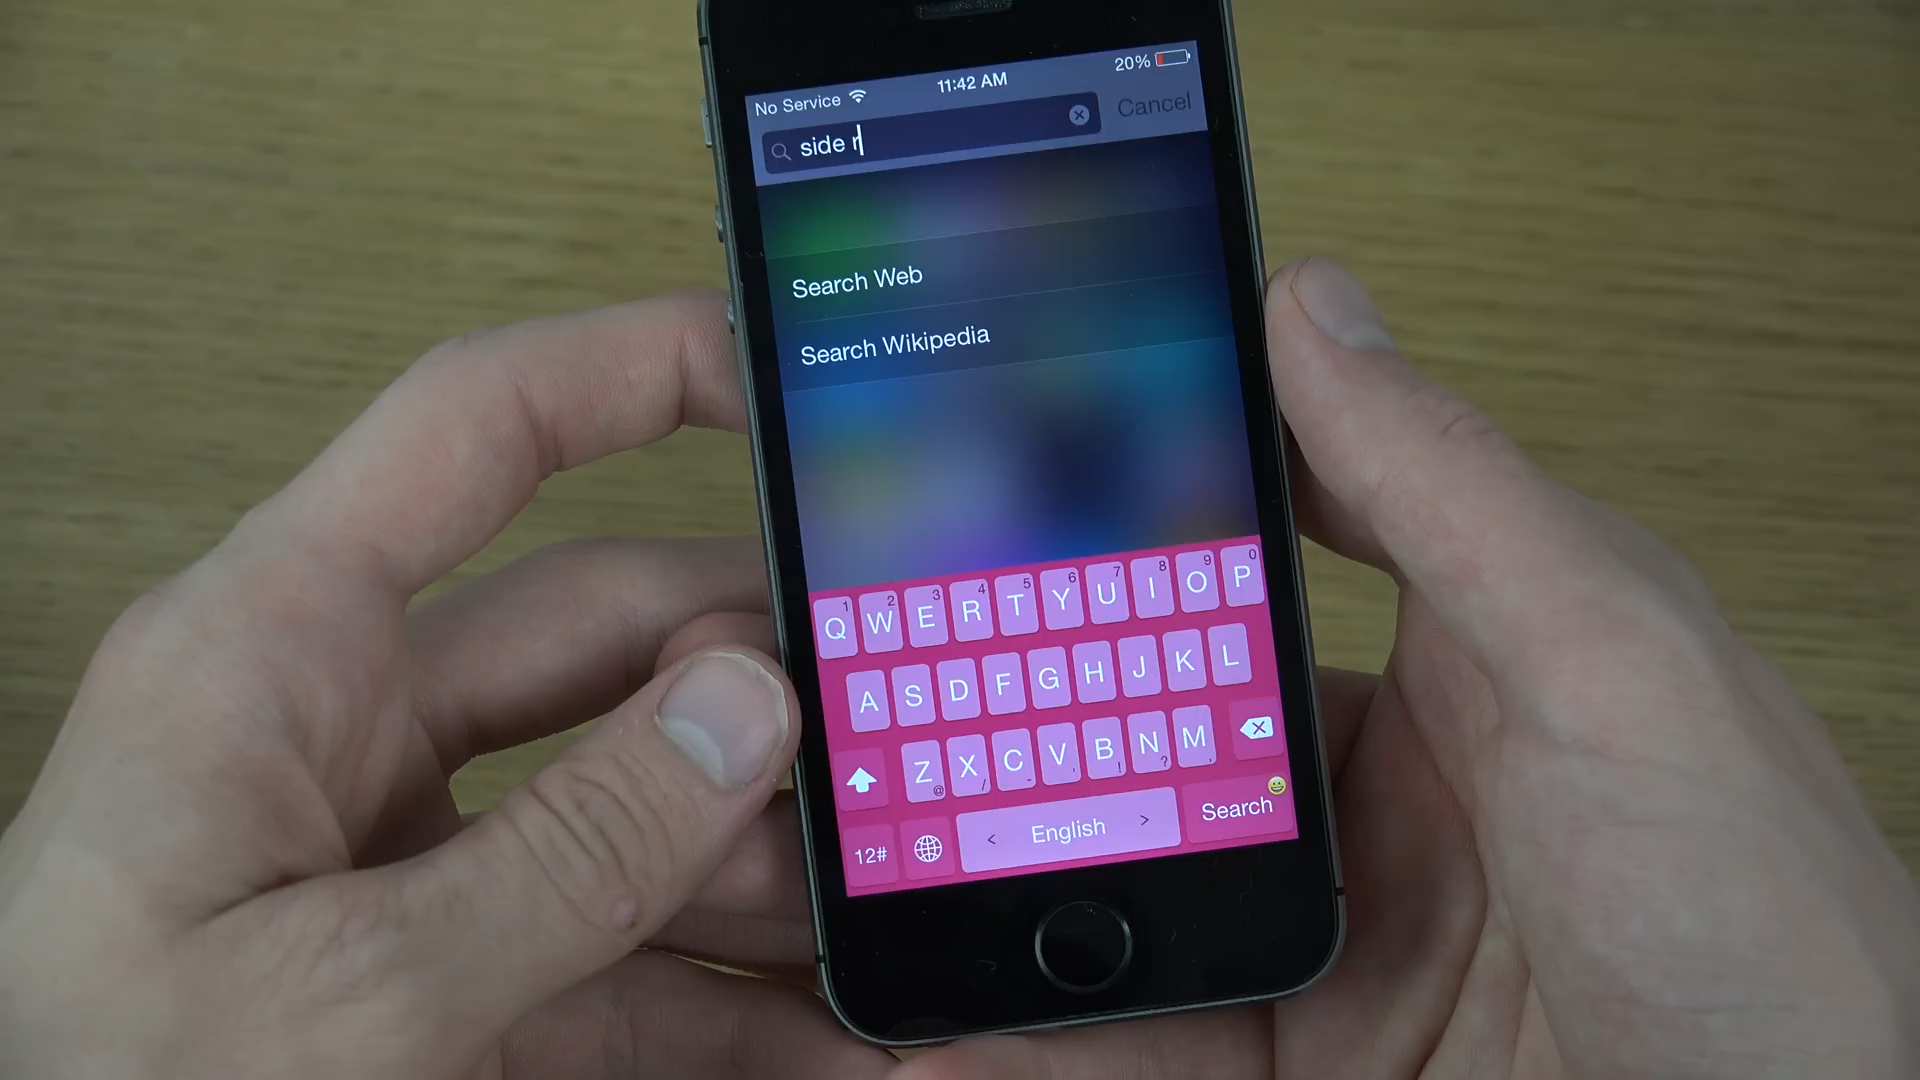 No Service 11:42 AM 20%
side r Cancel
Search Web
Search Wikipedia
1 2 3 4 5 6 7 8 9 0
Q W E R T Y U I O P
A S D F G H J K L
Z X C V B N M
@ / - ! ?
12# < English > Search